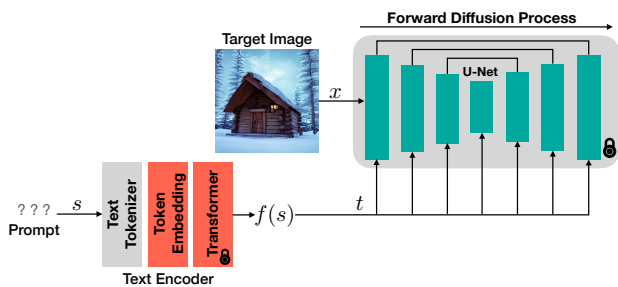 Forward Diffusion Process
Target Image
U-Net
x
? ? ?
s
Prompt
Text
Tokenizer
Token
Embedding
Transformer
f(s)
t
Text Encoder